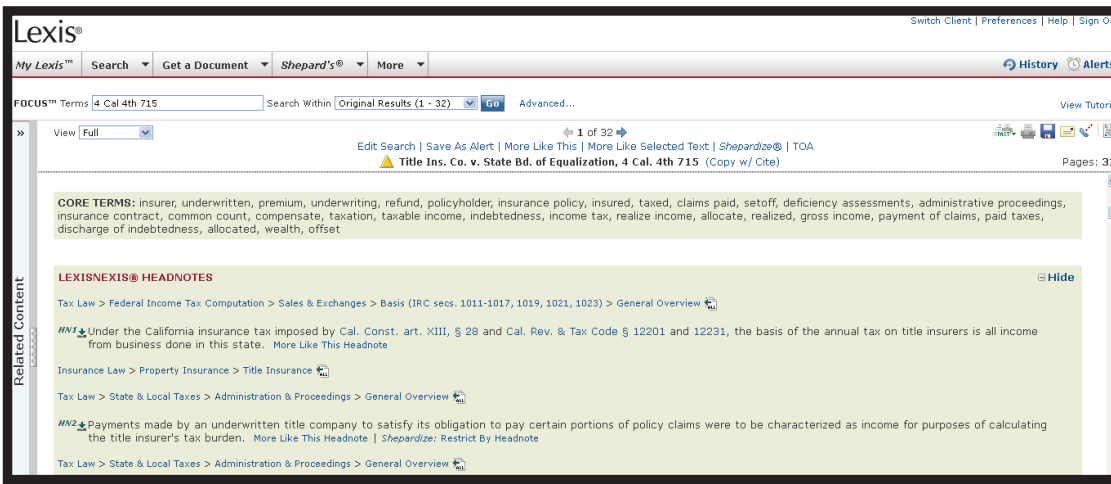 Switch Client | Preferences | Help | Sign O
Lexis®
My Lexis™ Search Get a Document Shepard's® More History Alerts
FOCUS™ Terms 4 Cal 4th 715 Search Within Original Results (1 - 32) Go Advanced... View Tutori
» View Full 1 of 32
Edit Search | Save As Alert | More Like This | More Like Selected Text | Shepardize® | TOA
Title Ins. Co. v. State Bd. of Equalization, 4 Cal. 4th 715 (Copy w/ Cite) Pages: 3
CORE TERMS: insurer, underwritten, premium, underwriting, refund, policyholder, insurance policy, insured, taxed, claims paid, setoff, deficiency assessments, administrative proceedings,
insurance contract, common count, compensate, taxation, taxable income, indebtedness, income tax, realize income, allocate, realized, gross income, payment of claims, paid taxes,
discharge of indebtedness, allocated, wealth, offset
LEXISNEXIS® HEADNOTES Hide
Tax Law > Federal Income Tax Computation > Sales & Exchanges > Basis (IRC secs. 1011-1017, 1019, 1021, 1023) > General Overview
HN1 Under the California insurance tax imposed by Cal. Const. art. XIII, § 28 and Cal. Rev. & Tax Code § 12201 and 12231, the basis of the annual tax on title insurers is all income
from business done in this state. More Like This Headnote
Insurance Law > Property Insurance > Title Insurance
Tax Law > State & Local Taxes > Administration & Proceedings > General Overview
HN2 Payments made by an underwritten title company to satisfy its obligation to pay certain portions of policy claims were to be characterized as income for purposes of calculating
the title insurer's tax burden. More Like This Headnote | Shepardize: Restrict By Headnote
Tax Law > State & Local Taxes > Administration & Proceedings > General Overview
Related Content